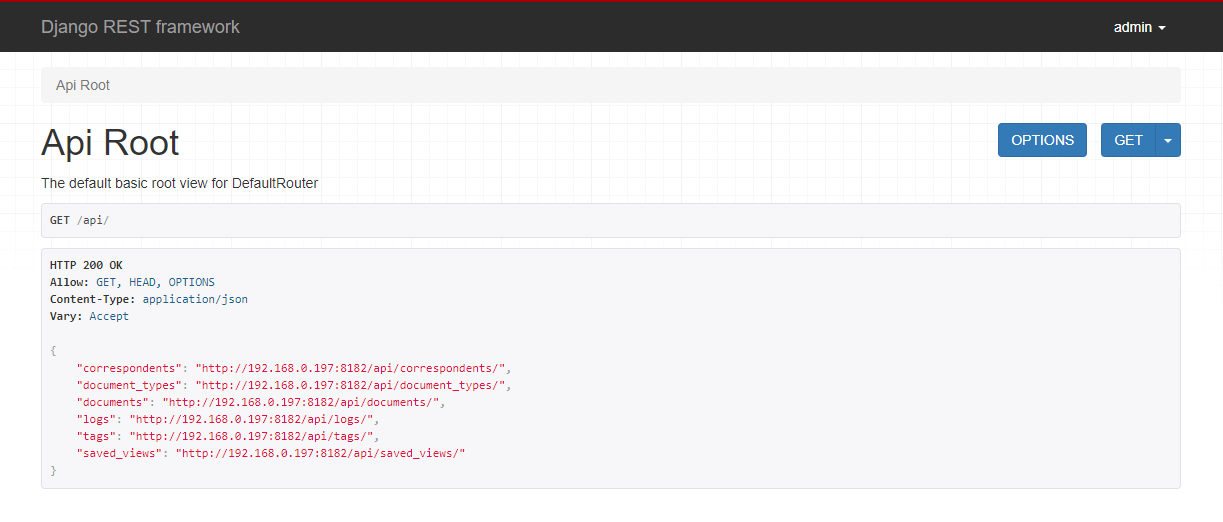 Django REST framework
admin
Api Root
Api Root
OPTIONS
GET
The default basic root view for DefaultRouter
GET /api/
HTTP 200 OK
Allow: GET, HEAD, OPTIONS
Content-Type: application/json
Vary: Accept
{
    "correspondents": "http://192.168.0.197:8182/api/correspondents/",
    "document_types": "http://192.168.0.197:8182/api/document_types/",
    "documents": "http://192.168.0.197:8182/api/documents/",
    "logs": "http://192.168.0.197:8182/api/logs/",
    "tags": "http://192.168.0.197:8182/api/tags/",
    "saved_views": "http://192.168.0.197:8182/api/saved_views/"
}